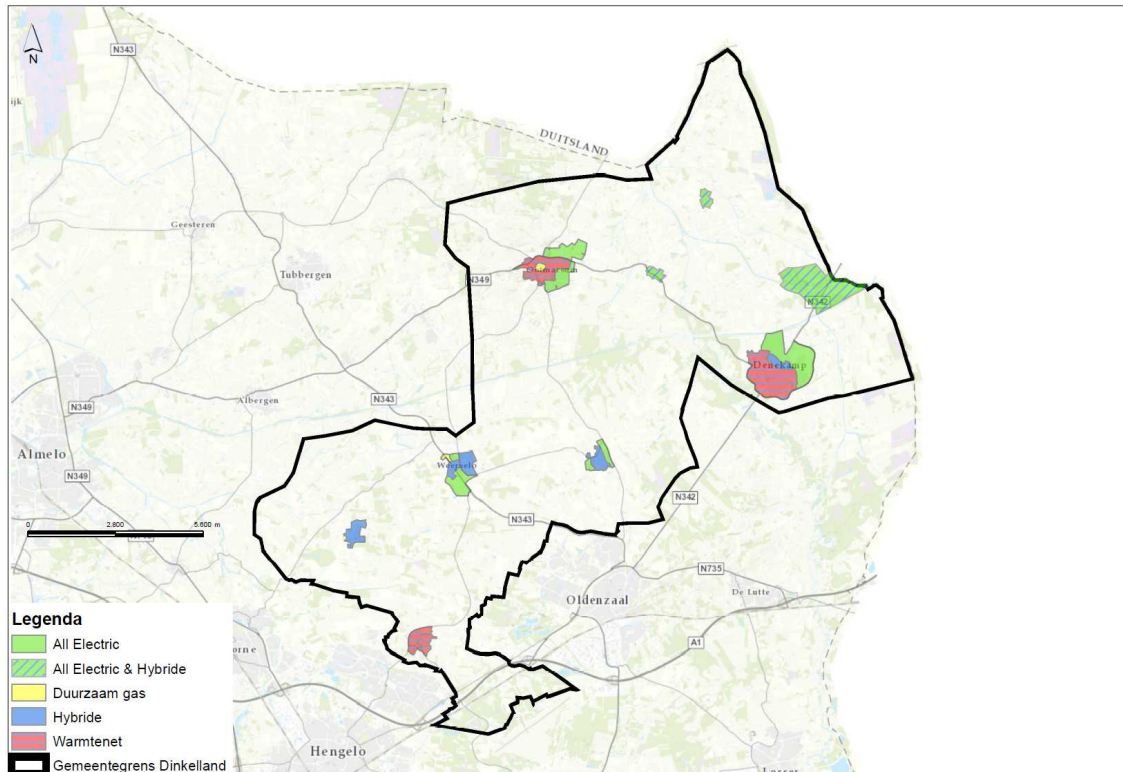 N343
N
DUITSLAND
Geesteren
Tubbergen
N349
Ootmarsum
N342
Denekamp
N349
Albergen
N343
Almelo
N349
Weerselo
N342
0 2.800 5.600 m
N343
N735
De Lutte
Oldenzaal
A1
Hengelo
Legenda
All Electric
All Electric & Hybride
Duurzaam gas
Hybride
Warmtenet
Gemeentegrens Dinkelland